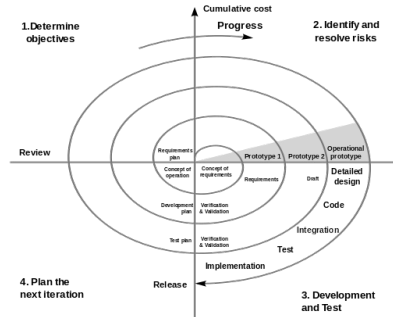 Cumulative cost
1.Determine
objectives
Progress
2. Identify and
resolve risks
Review
Requirements
plan
Prototype 1
Prototype 2
Operational
prototype
Concept of
operation
Concept of
requirements
Requirements
Draft
Detailed
design
Development
plan
Verification
& Validation
Code
Integration
Test plan
Verification
& Validation
Test
Implementation
4. Plan the
next iteration
Release
3. Development
and Test